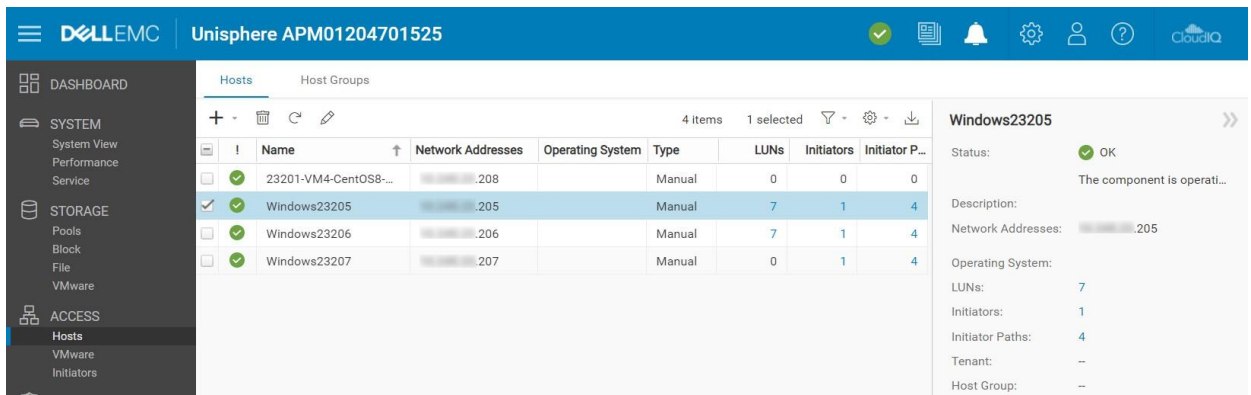 DELLEMC Unisphere APM01204701525 CloudIQ
DASHBOARD
SYSTEM
System View
Performance
Service
STORAGE
Pools
Block
File
VMware
ACCESS
Hosts
VMware
Initiators
Hosts Host Groups
4 items 1 selected
! Name Network Addresses Operating System Type LUNs Initiators Initiator P...
23201-VM4-CentOS8-... .208 Manual 0 0 0
Windows23205 .205 Manual 7 1 4
Windows23206 .206 Manual 7 1 4
Windows23207 .207 Manual 0 1 4
Windows23205
Status: OK
The component is operati...
Description:
Network Addresses: .205
Operating System:
LUNs: 7
Initiators: 1
Initiator Paths: 4
Tenant: --
Host Group: --